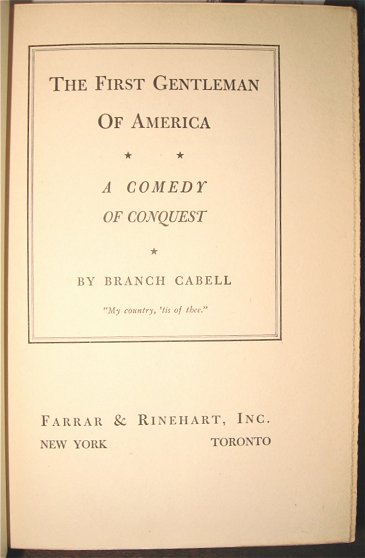 THE FIRST GENTLEMAN
OF AMERICA
★ ★
A COMEDY
OF CONQUEST
★
BY BRANCH CABELL
"My country, 'tis of thee."
FARRAR & RINEHART, INC.
NEW YORK TORONTO